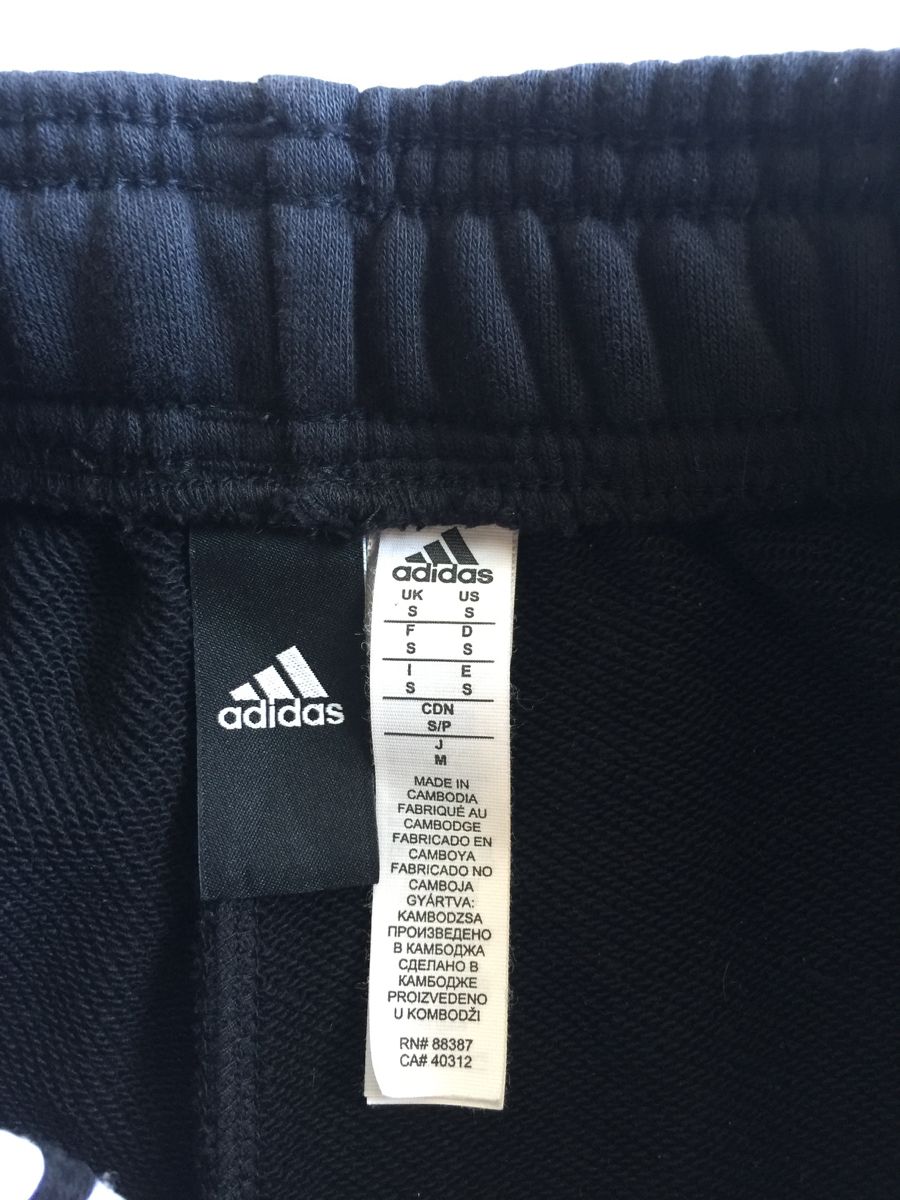 adidas
adidas
UK US
S S
F D
S S
I E
S S
CDN
S/P
J
M
MADE IN
CAMBODIA
FABRIQUÉ AU
CAMBODGE
FABRICADO EN
CAMBOYA
FABRICADO NO
CAMBOJA
GYÁRTVA:
KAMBODZSA
ПРОИЗВЕДЕНО
В КАМБОДЖА
СДЕЛАНО В
КАМБОДЖЕ
PROIZVEDENO
U KOMBODŽI
RN# 88387
CA# 40312